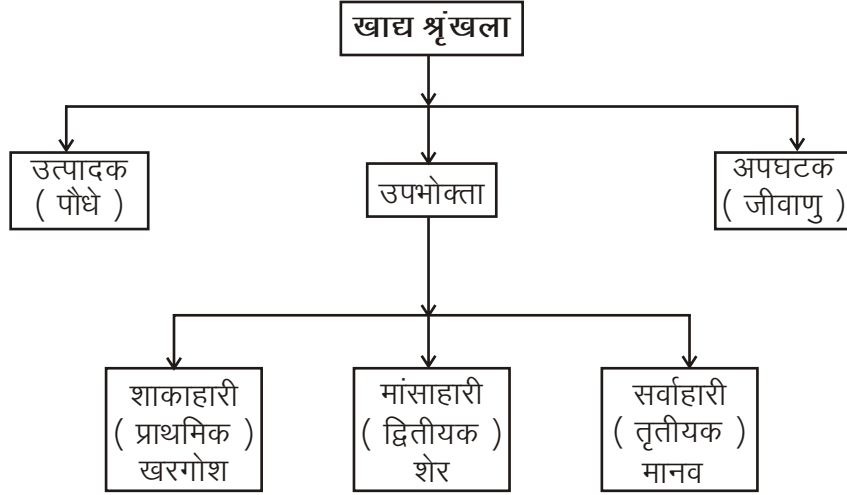 खाद्य श्रृंखला
उत्पादक
( पौधे )
उपभोक्ता
अपघटक
( जीवाणु )
शाकाहारी
( प्राथमिक )
खरगोश
मांसाहारी
( द्वितीयक )
शेर
सर्वाहारी
( तृतीयक )
मानव